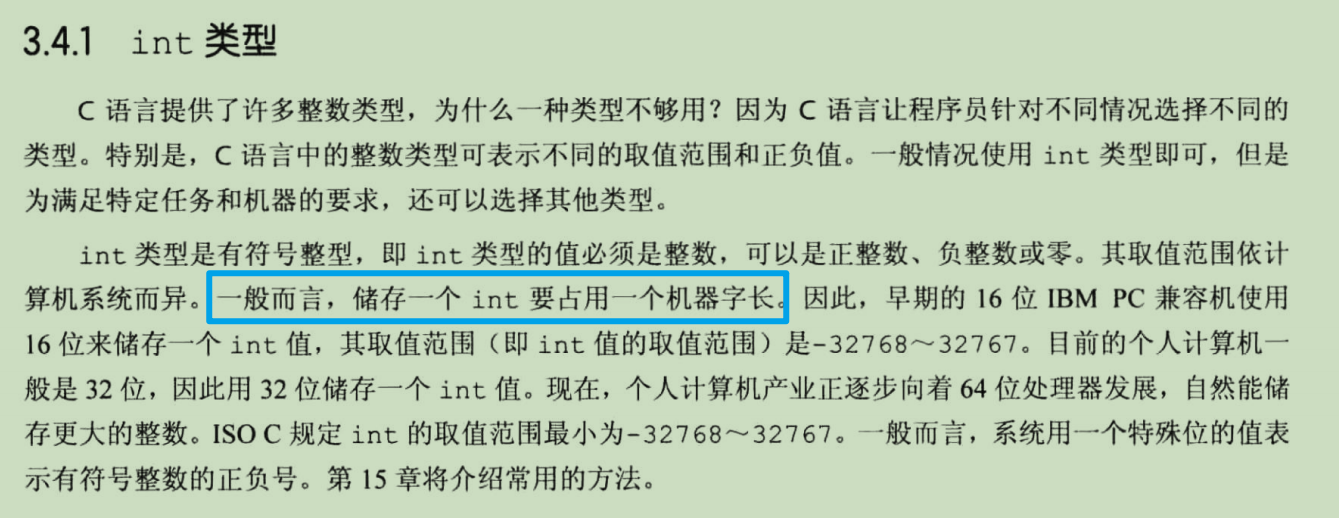 3.4.1 int 类型
C 语言提供了许多整数类型，为什么一种类型不够用？因为 C 语言让程序员针对不同情况选择不同的
类型。特别是，C 语言中的整数类型可表示不同的取值范围和正负值。一般情况使用 int 类型即可，但是
为满足特定任务和机器的要求，还可以选择其他类型。
int 类型是有符号整型，即 int 类型的值必须是整数，可以是正整数、负整数或零。其取值范围依计
算机系统而异。一般而言，储存一个 int 要占用一个机器字长。因此，早期的 16 位 IBM PC 兼容机使用
16 位来储存一个 int 值，其取值范围（即 int 值的取值范围）是-32768～32767。目前的个人计算机一
般是 32 位，因此用 32 位储存一个 int 值。现在，个人计算机产业正逐步向着 64 位处理器发展，自然能储
存更大的整数。ISO C 规定 int 的取值范围最小为-32768～32767。一般而言，系统用一个特殊位的值表
示有符号整数的正负号。第 15 章将介绍常用的方法。